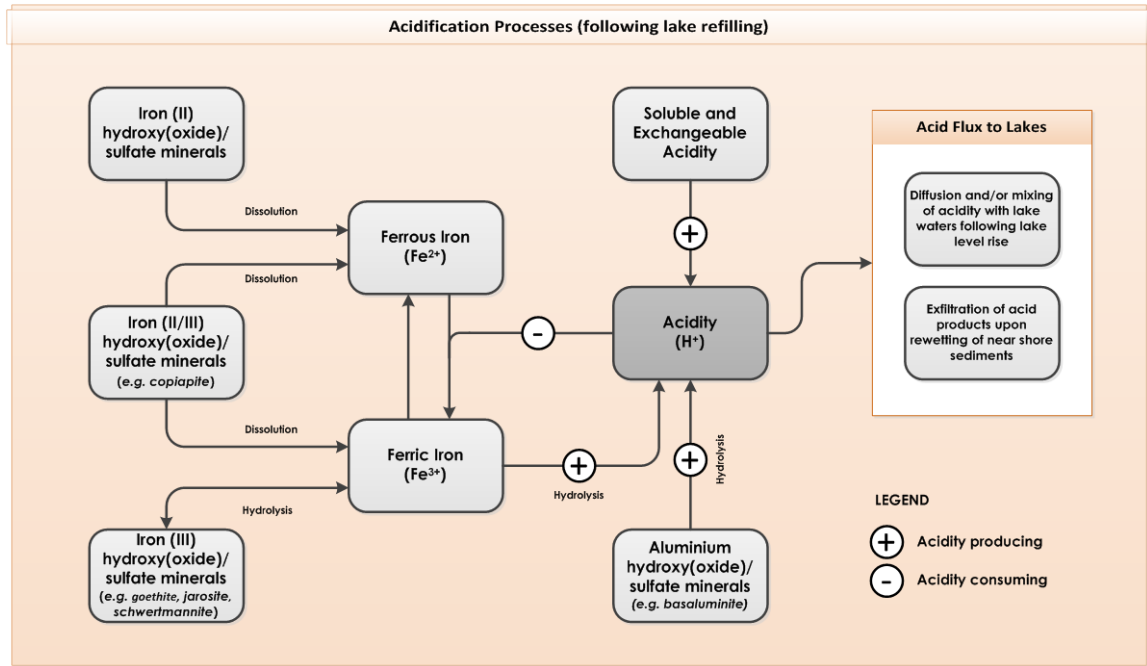 Acidification Processes (following lake refilling)
Iron (II)
hydroxy(oxide)/
sulfate minerals
Soluble and
Exchangeable
Acidity
Acid Flux to Lakes
Diffusion and/or mixing
of acidity with lake
waters following lake
level rise
Dissolution
Ferrous Iron
(Fe²⁺)
+
Dissolution
Iron (II/III)
hydroxy(oxide)/
sulfate minerals
(e.g. copiapite)
-
Acidity
(H⁺)
Exfiltration of acid
products upon
rewetting of near shore
sediments
Dissolution
Ferric Iron
(Fe³⁺)
+
Hydrolysis
+
Hydrolysis
Hydrolysis
Iron (III)
hydroxy(oxide)/
sulfate minerals
(e.g. goethite, jarosite,
schwertmannite)
Aluminium
hydroxy(oxide)/
sulfate minerals
(e.g. basaluminite)
LEGEND
+ Acidity producing
- Acidity consuming